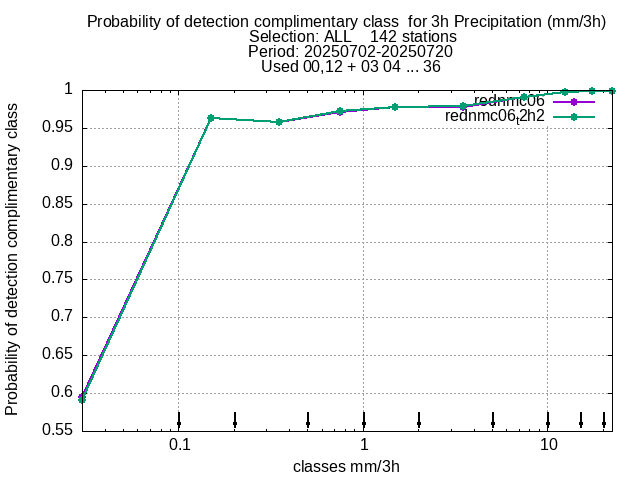 Probability of detection complimentary class  for 3h Precipitation (mm/3h)
Selection: ALL    142 stations
Period: 20250702-20250720
Used 00,12 + 03 04 ... 36
Probability of detection complimentary class
1
0.95
0.9
0.85
0.8
0.75
0.7
0.65
0.6
0.55
rednmc06
rednmc06t2h2
0.1
1
10
classes mm/3h